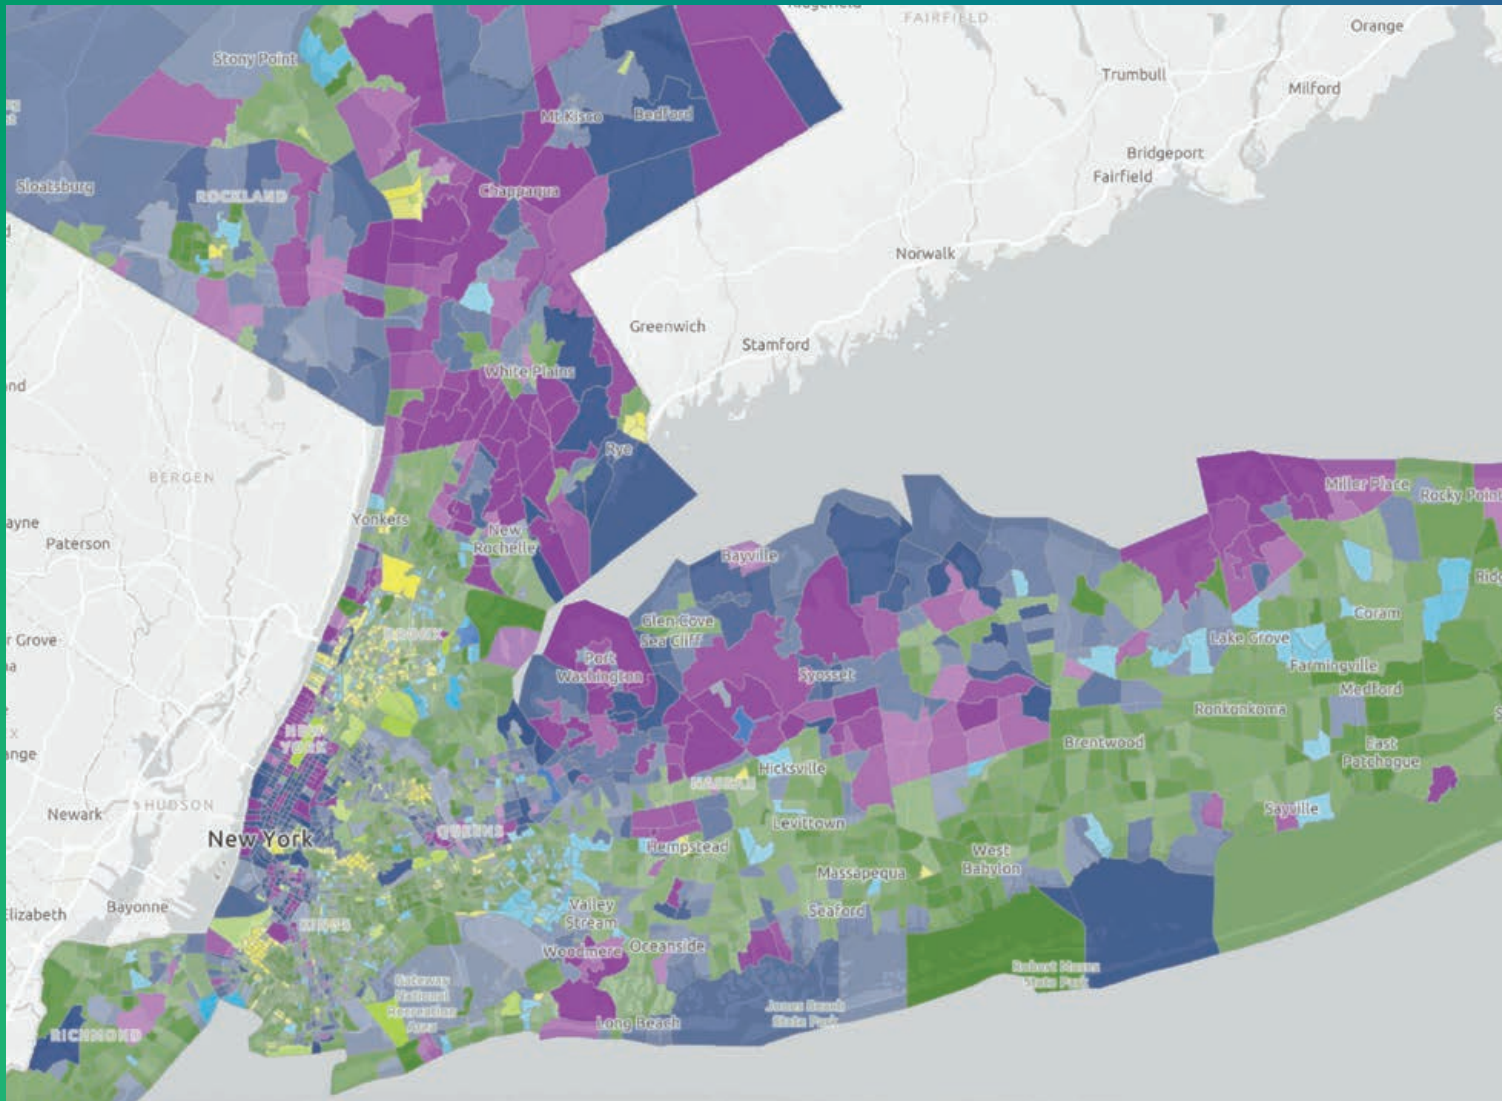 FAIRFIELD
Orange
Stony Point
Trumbull
Milford
Mt Kisco
Bedford
Bridgeport
Sloatsburg
ROCKLAND
Chappaqua
Fairfield
Norwalk
Greenwich
Stamford
White Plains
Rye
BERGEN
Miller Place
Rocky Point
Yonkers
New
Rochelle
Paterson
Bayville
BRONX
Glen Cove
Sea Cliff
Coram
Lake Grove
Port
Washington
Syosset
Farmingville
Medford
Ronkonkoma
NEW
YORK
Brentwood
East
Patchogue
Hicksville
NASSAU
Newark
HUDSON
Sayville
New York
QUEENS
Levittown
Hempstead
West
Babylon
Massapequa
Bayonne
Valley
Stream
Seaford
KINGS
Woodmere
Oceanside
Gateway
National
Recreation
Area
Robert Moses
State Park
Jones Beach
State Park
Long Beach
RICHMOND